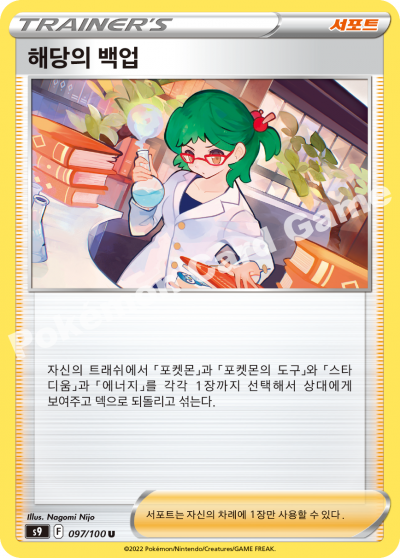 TRAINER'S
서포트
해당의 백업
Pokémon Card Game
자신의 트래쉬에서 「포켓몬」과 「포켓몬의 도구」와 「스타
디움」과 「에너지」를 각각 1장까지 선택해서 상대에게
보여주고 덱으로 되돌리고 섞는다.
Illus. Nagomi Nijo
s9 F 097/100 U
서포트는 자신의 차례에 1장만 사용할 수 있다.
©2022 Pokémon/Nintendo/Creatures/GAME FREAK.